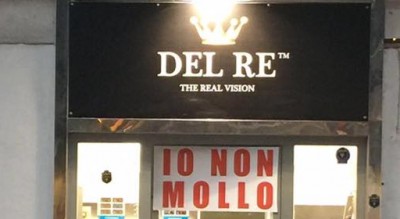 DEL RE™
THE REAL VISION
IO NON
MOLLO